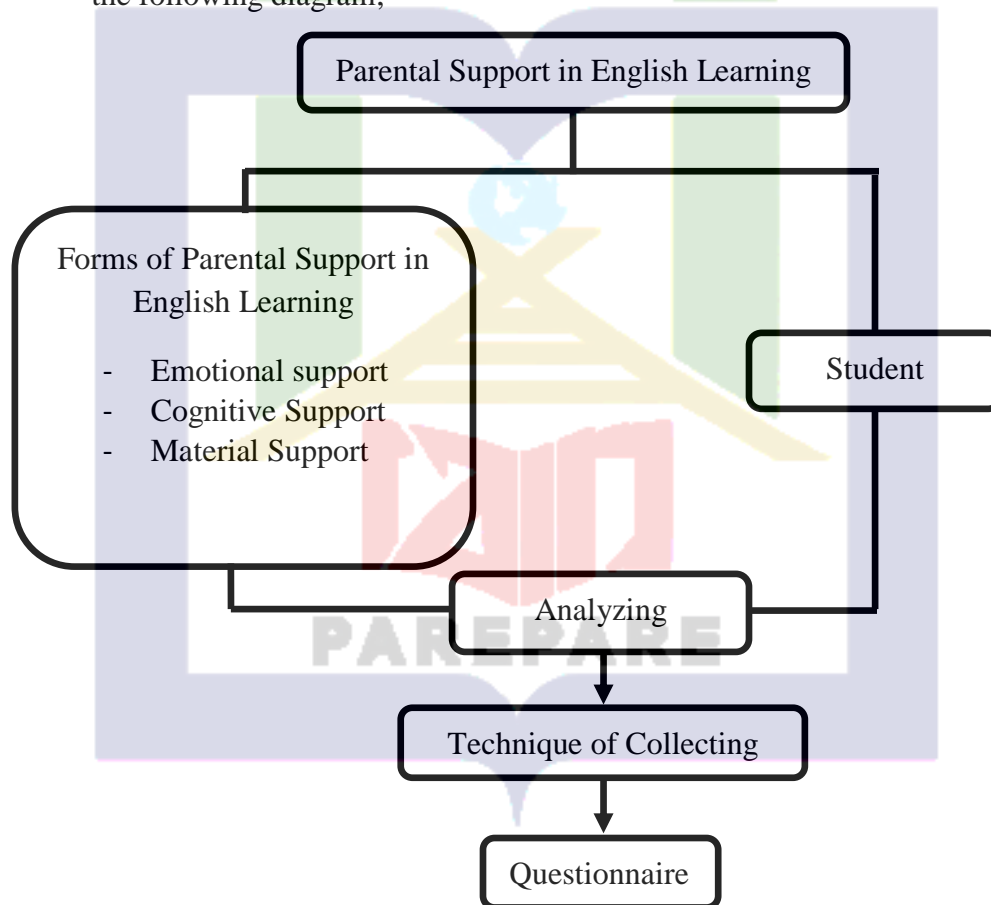 the following diagram;
Parental Support in English Learning
Forms of Parental Support in
English Learning
- Emotional support
- Cognitive Support
- Material Support
Student
Analyzing
PAREPARE
Technique of Collecting
Questionnaire